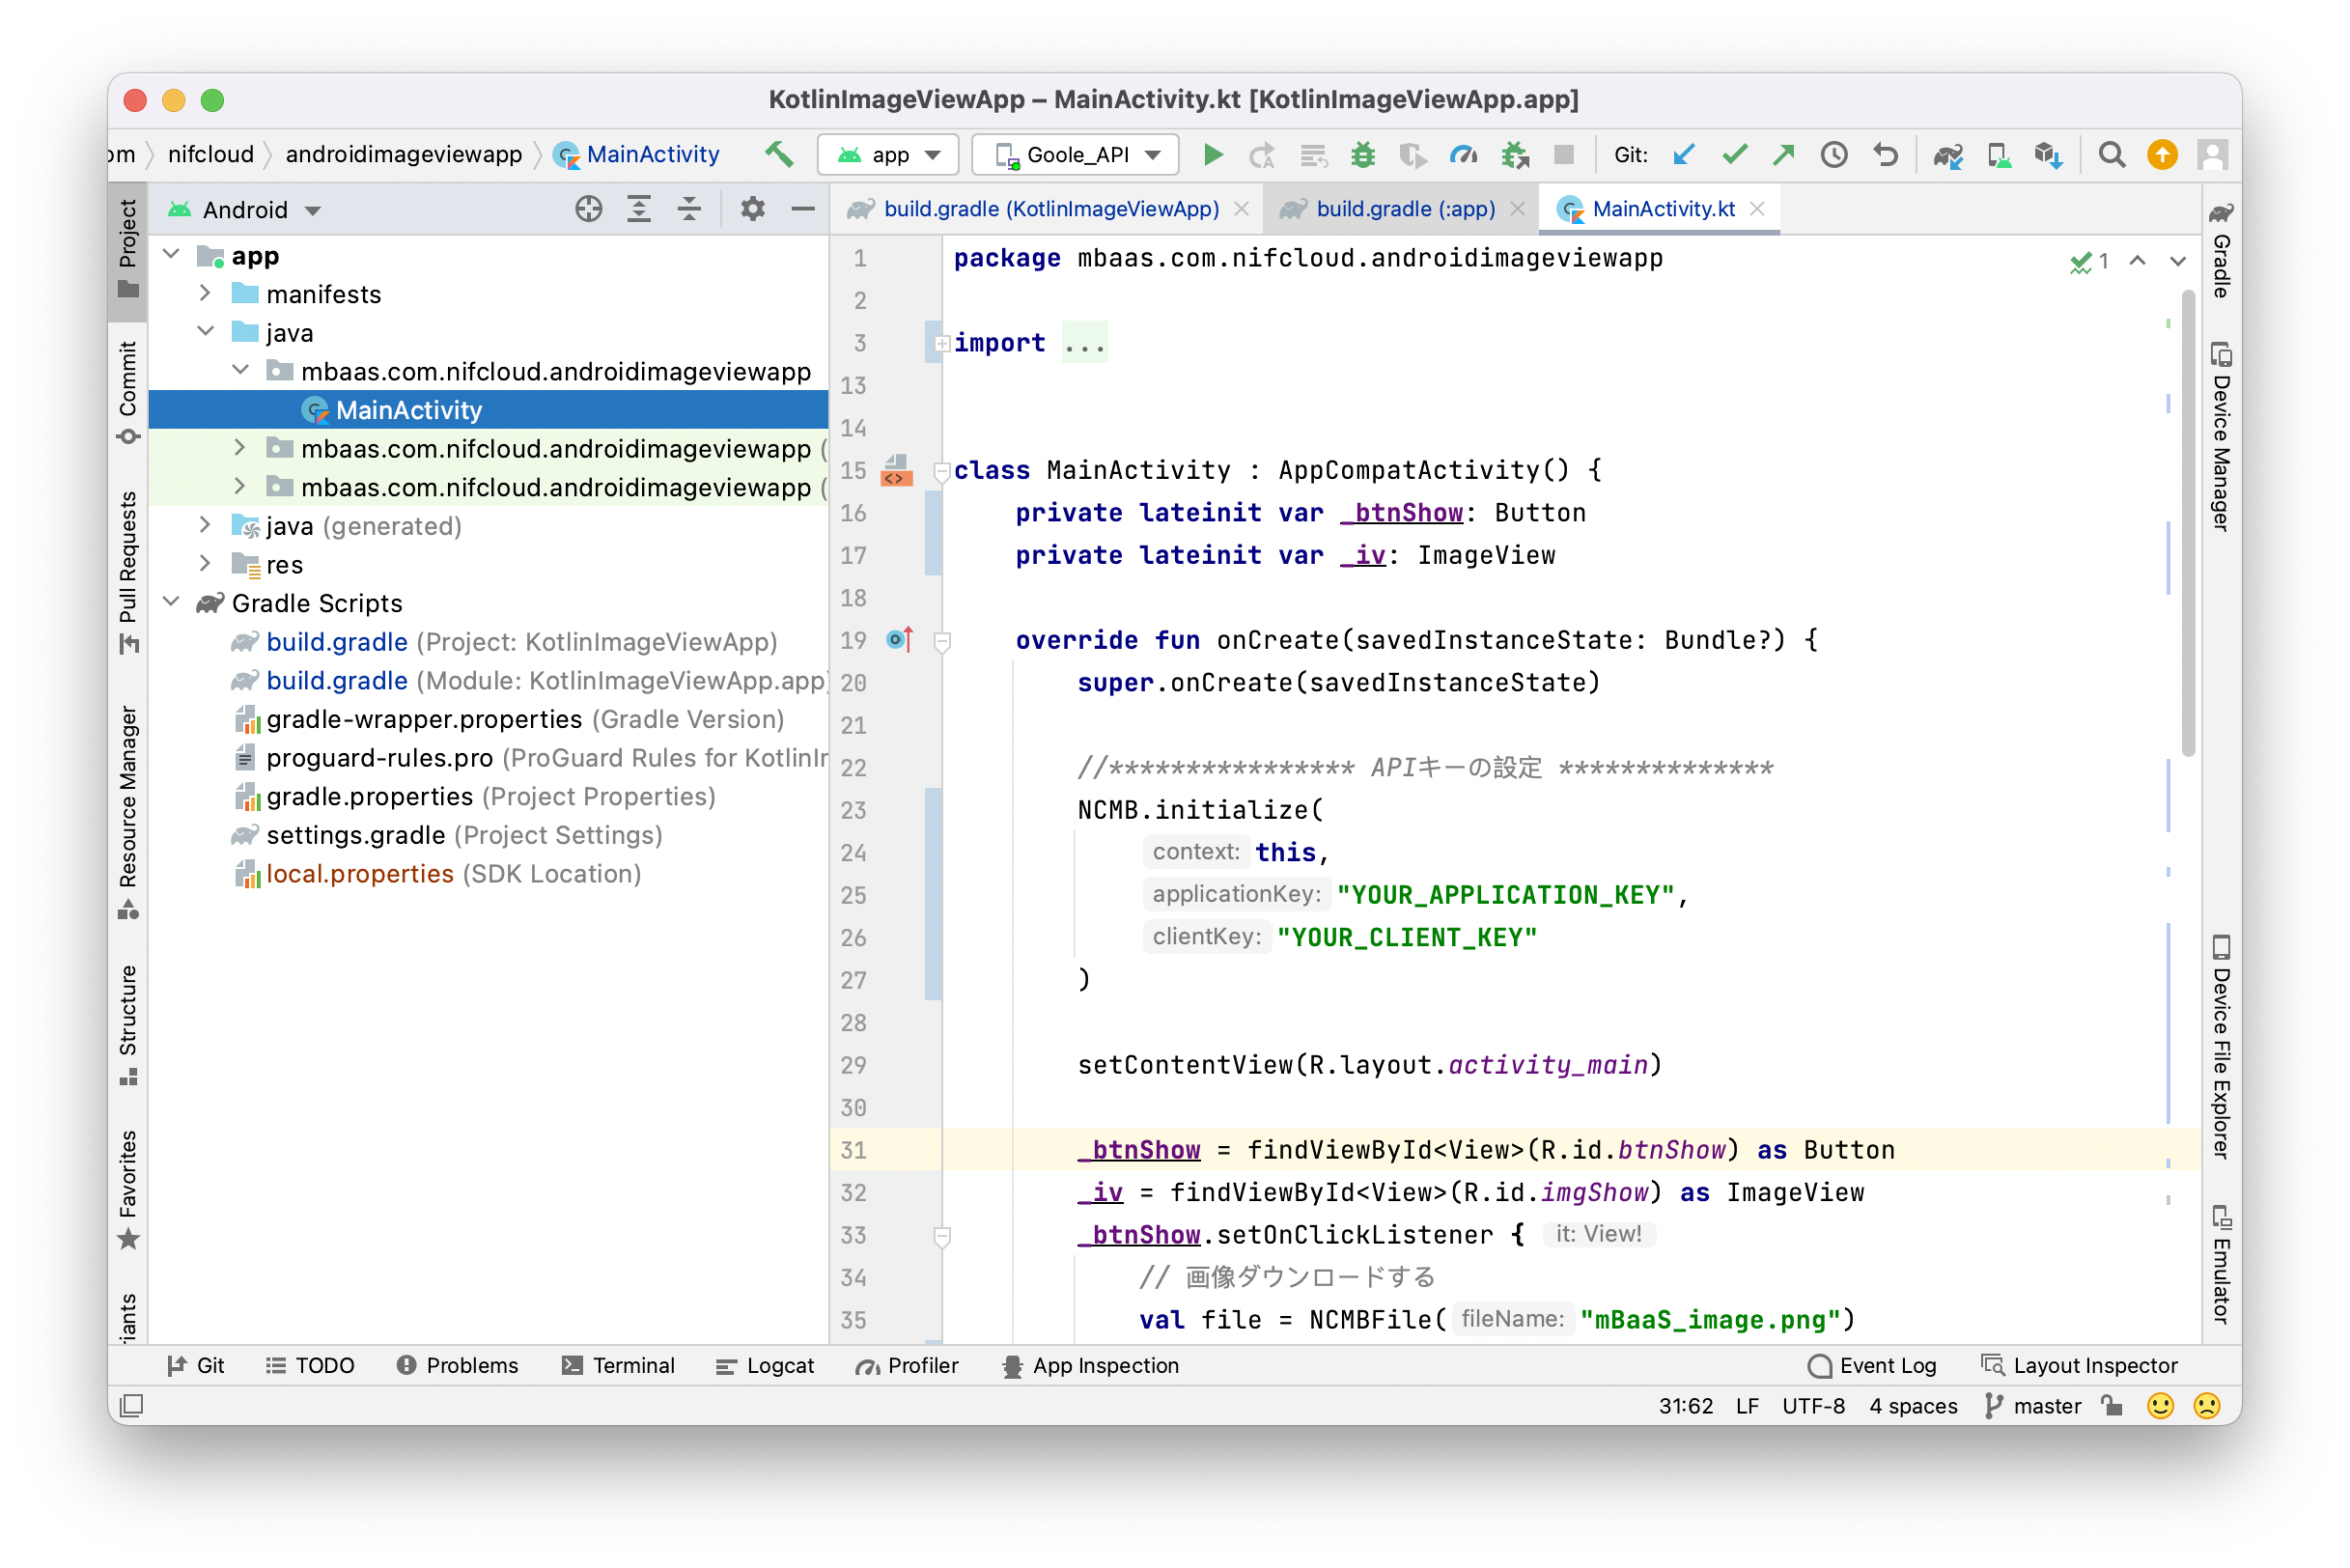 KotlinImageViewApp – MainActivity.kt [KotlinImageViewApp.app]
om nifcloud androidimageviewapp MainActivity app Goole_API Git:
Project
Commit
Pull Requests
Resource Manager
Structure
Favorites
riants
Android
app
manifests
java
mbaas.com.nifcloud.androidimageviewapp
MainActivity
mbaas.com.nifcloud.androidimageviewapp (
mbaas.com.nifcloud.androidimageviewapp (
java (generated)
res
Gradle Scripts
build.gradle (Project: KotlinImageViewApp)
build.gradle (Module: KotlinImageViewApp.app)
gradle-wrapper.properties (Gradle Version)
proguard-rules.pro (ProGuard Rules for KotlinIr
gradle.properties (Project Properties)
settings.gradle (Project Settings)
local.properties (SDK Location)
build.gradle (KotlinImageViewApp) build.gradle (:app) MainActivity.kt
1 package mbaas.com.nifcloud.androidimageviewapp 1
2
3 import ...
13
14
15 class MainActivity : AppCompatActivity() {
16 private lateinit var _btnShow: Button
17 private lateinit var _iv: ImageView
18
19 override fun onCreate(savedInstanceState: Bundle?) {
20 super.onCreate(savedInstanceState)
21
22 //**************** APIキーの設定 **************
23 NCMB.initialize(
24 context: this,
25 applicationKey: "YOUR_APPLICATION_KEY",
26 clientKey: "YOUR_CLIENT_KEY"
27 )
28
29 setContentView(R.layout.activity_main)
30
31 _btnShow = findViewById<View>(R.id.btnShow) as Button
32 _iv = findViewById<View>(R.id.imgShow) as ImageView
33 _btnShow.setOnClickListener { it: View!
34 // 画像ダウンロードする
35 val file = NCMBFile( fileName: "mBaaS_image.png")
Gradle
Device Manager
Device File Explorer
Emulator
Git TODO Problems Terminal Logcat Profiler App Inspection Event Log Layout Inspector
31:62 LF UTF-8 4 spaces master